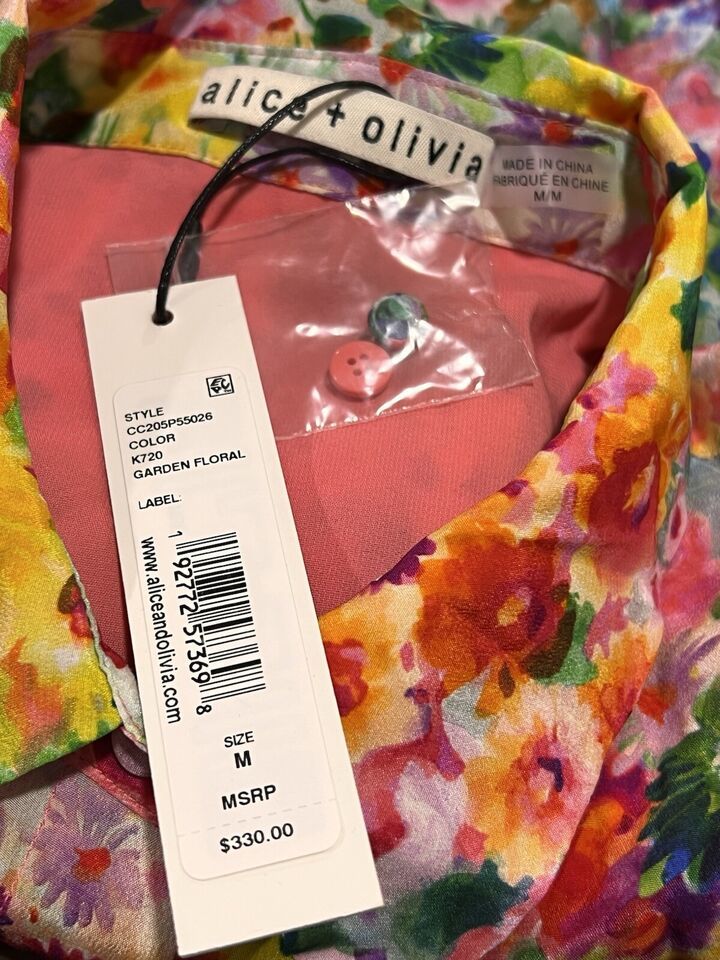 alice + olivia
MADE IN CHINA
FABRIQUÉ EN CHINE
M/M
STYLE
CC205P55026
COLOR
K720
GARDEN FLORAL
LABEL:
1 92772 57369 8
www.aliceandolivia.com
SIZE
M
MSRP
$330.00